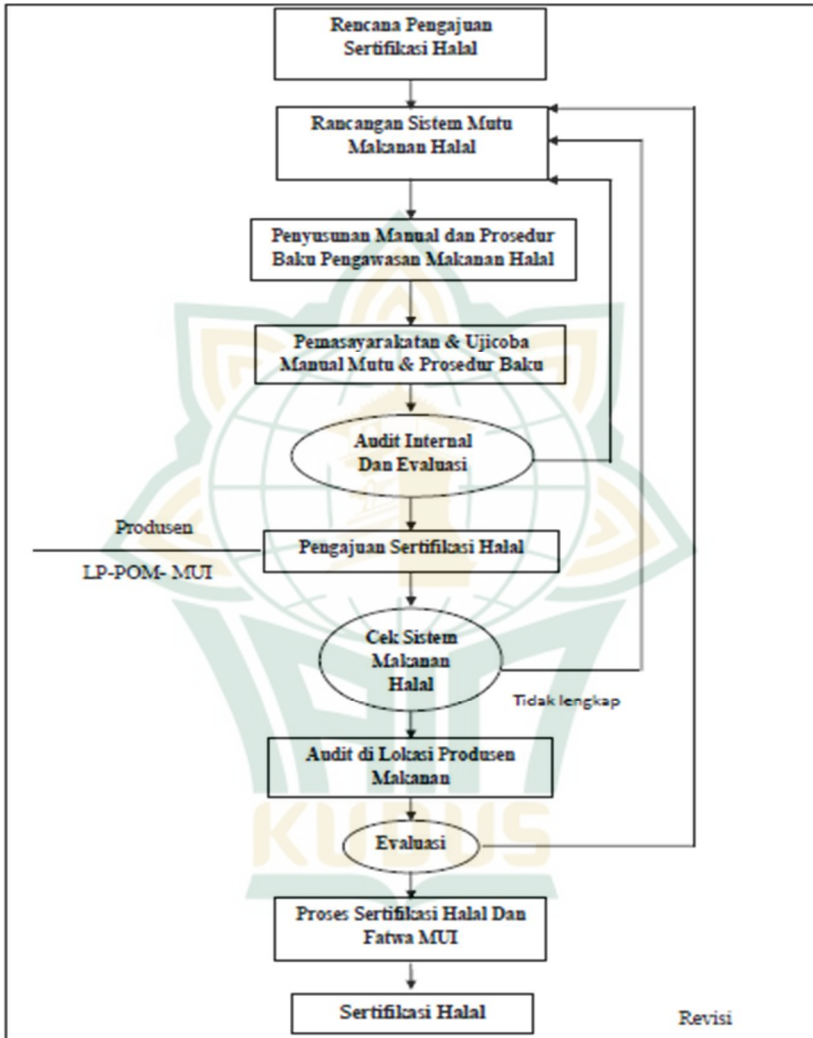 Rencana Pengajuan
Sertifikasi Halal
Rancangan Sistem Mutu
Makanan Halal
Penyusunan Manual dan Prosedur
Baku Pengawasan Makanan Halal
Pemasayarakatan & Ujicoba
Manual Mutu & Prosedur Baku
Audit Internal
Dan Evaluasi
Produsen
LP-POM- MUI
Pengajuan Sertifikasi Halal
Cek Sistem
Makanan
Halal
Tidak lengkap
Audit di Lokasi Produsen
Makanan
KUDUS
Evaluasi
Proses Sertifikasi Halal Dan
Fatwa MUI
Sertifikasi Halal
Revisi